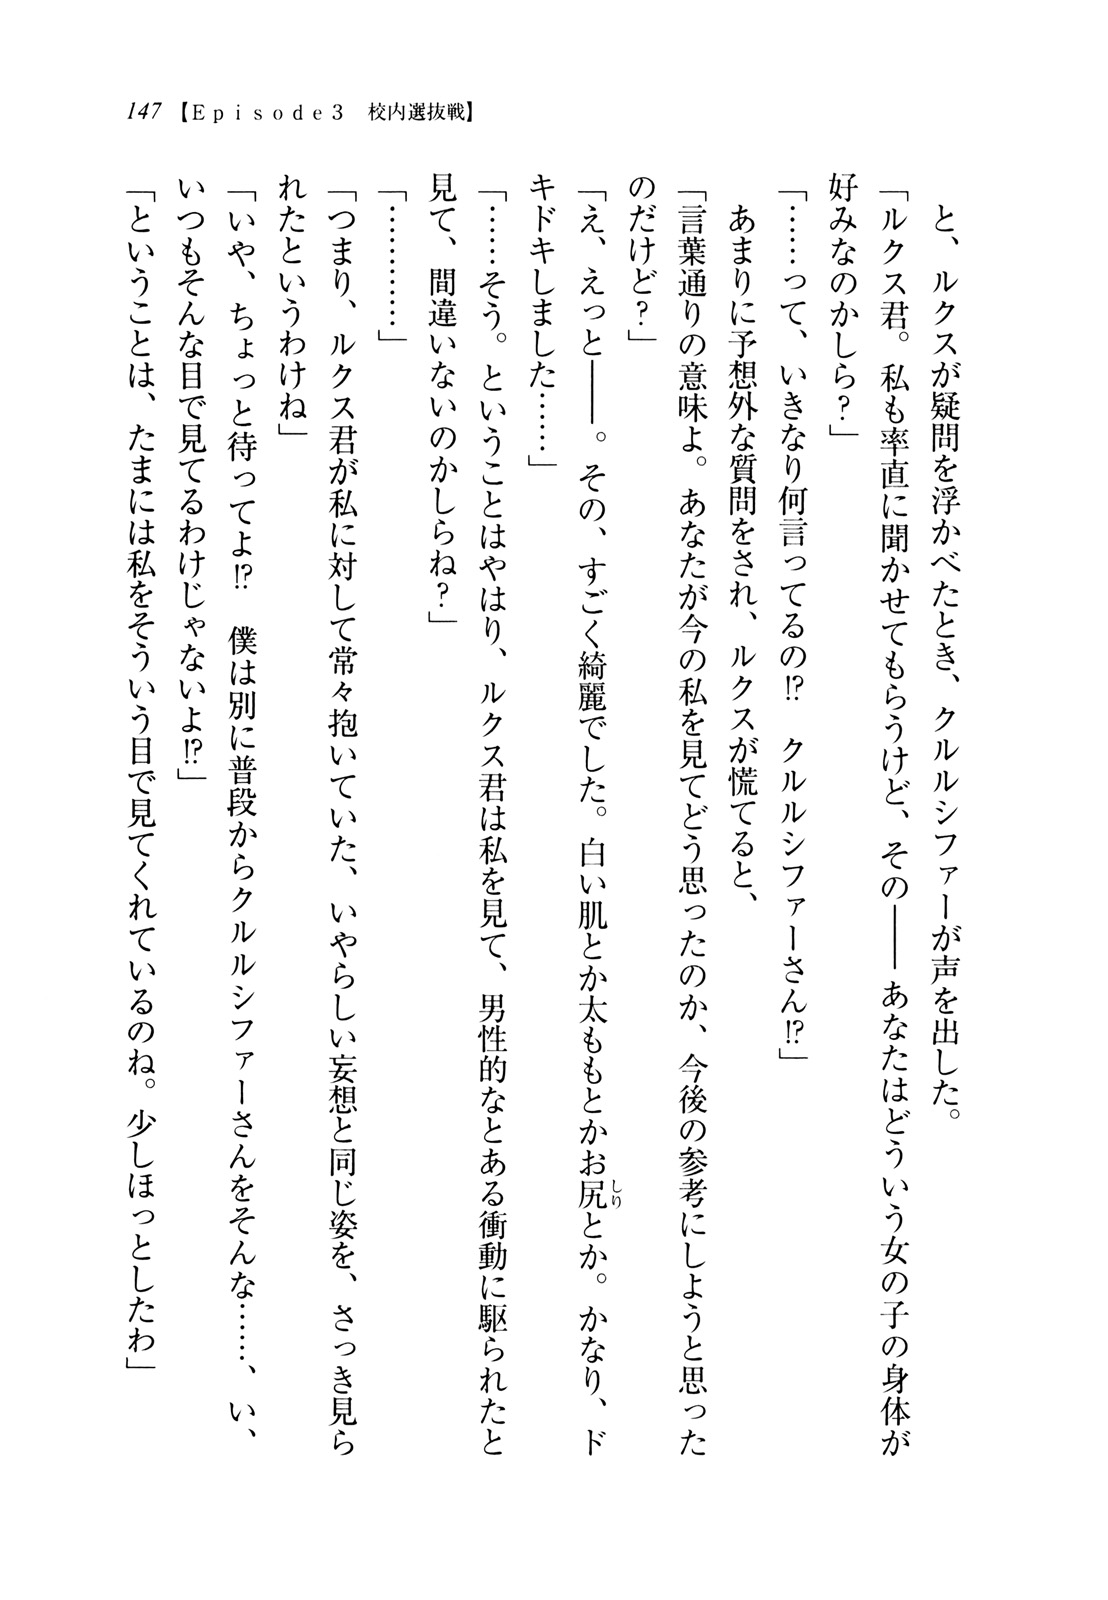 147 【Episode3　校内選抜戦】
　と、ルクスが疑問を浮かべたとき、クルルシファーが声を出した。
「ルクス君。私も率直に聞かせてもらうけど、その――あなたはどういう女の子の身体が
好みなのかしら？」
「……って、いきなり何言ってるの!?　クルルシファーさん!?」
　あまりに予想外な質問をされ、ルクスが慌てると、
「言葉通りの意味よ。あなたが今の私を見てどう思ったのか、今後の参考にしようと思った
のだけど？」
「え、えっと――。その、すごく綺麗でした。白い肌とか太ももとかお尻とか。かなり、ド
キドキしました……」
「……そう。ということはやはり、ルクス君は私を見て、男性的なとある衝動に駆られたと
見て、間違いないのかしらね？」
「…………」
「つまり、ルクス君が私に対して常々抱いていた、いやらしい妄想と同じ姿を、さっき見ら
れたというわけね」
「いや、ちょっと待ってよ!?　僕は別に普段からクルルシファーさんをそんな……、い、
いつもそんな目で見てるわけじゃないよ!?」
「ということは、たまには私をそういう目で見てくれているのね。少しほっとしたわ」